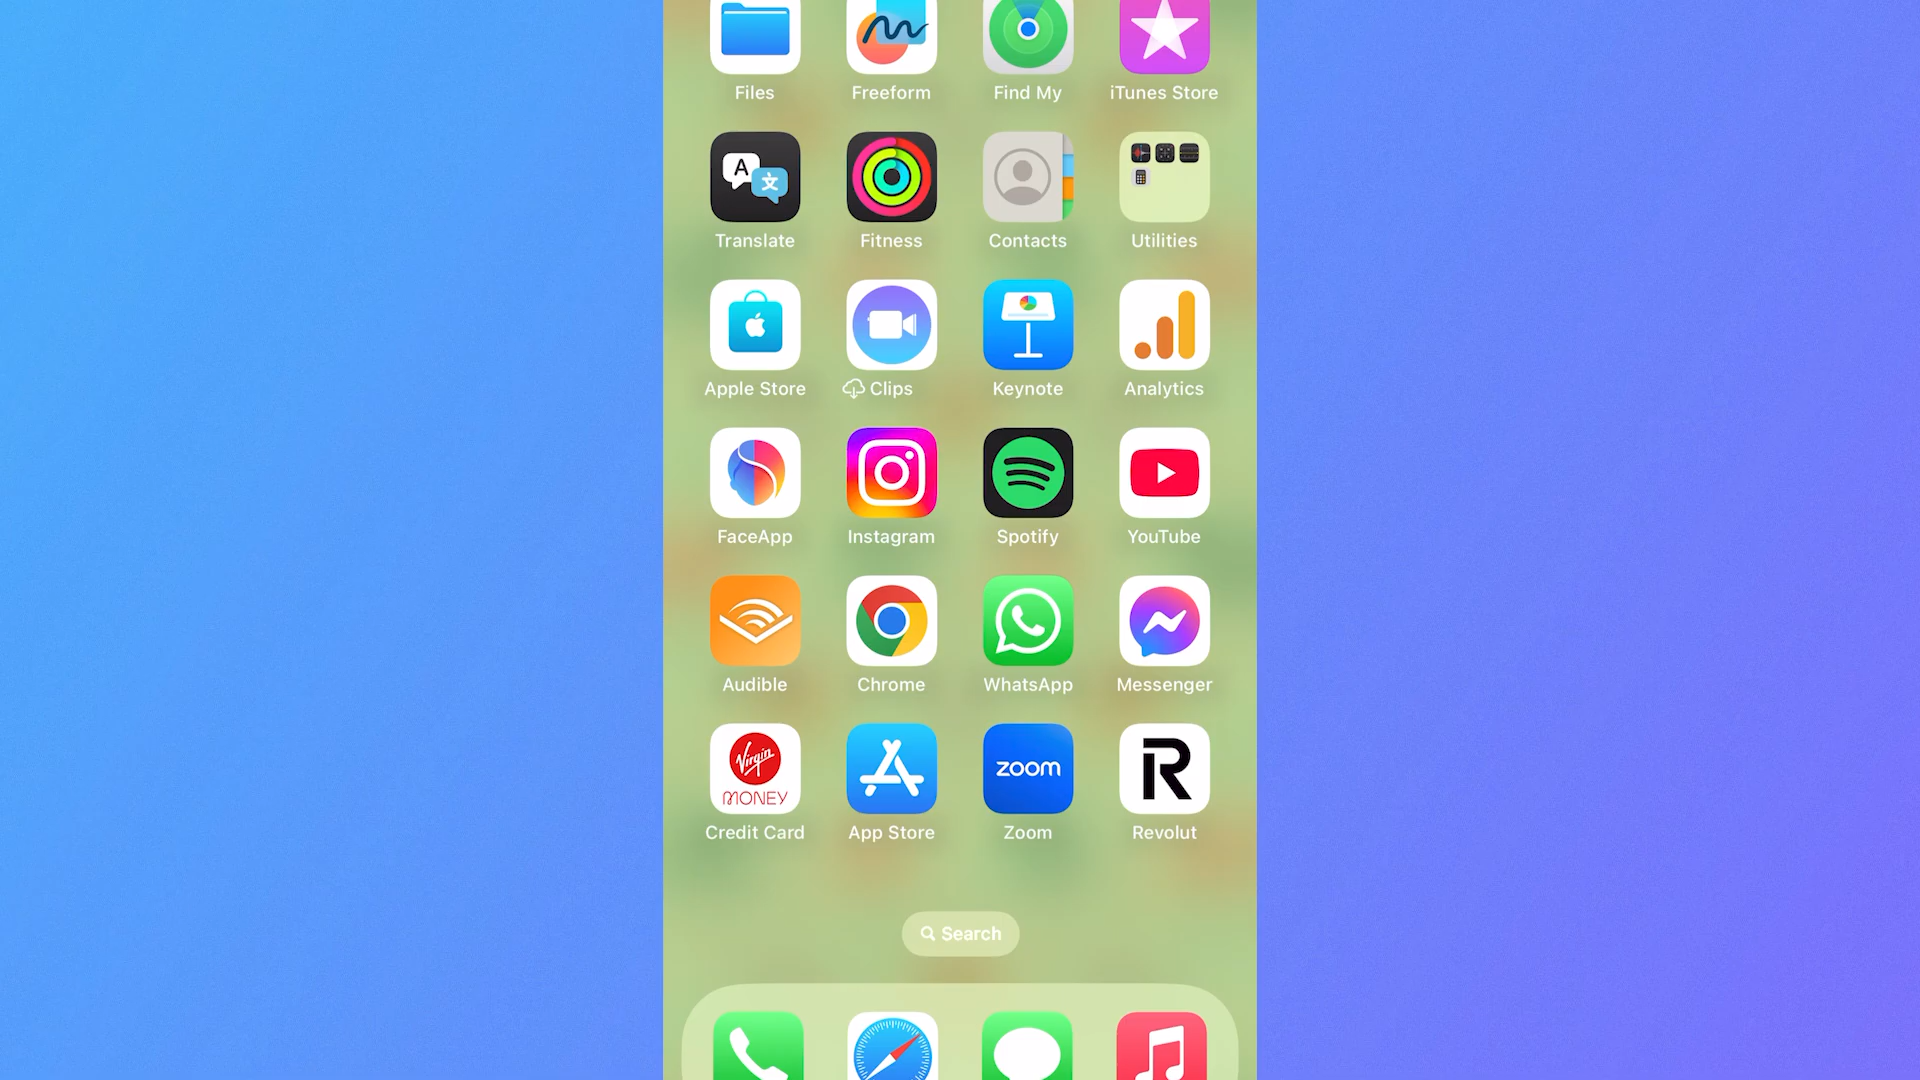 Files Freeform Find My iTunes Store
A 文
Translate Fitness Contacts Utilities
Apple Store Clips Keynote Analytics
FaceApp Instagram Spotify YouTube
Audible Chrome WhatsApp Messenger
Virgin
MONEY
zoom
R
Credit Card App Store Zoom Revolut
Search